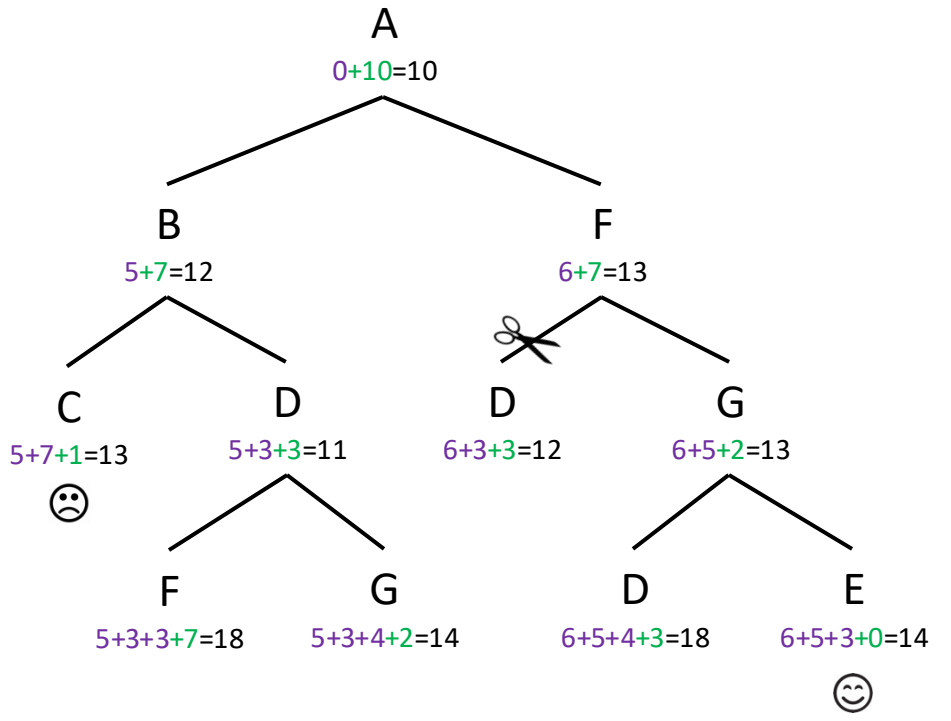 A
0+10=10
B
F
5+7=12
6+7=13
C
D
D
G
5+7+1=13
5+3+3=11
6+3+3=12
6+5+2=13
F
G
D
E
5+3+3+7=18
5+3+4+2=14
6+5+4+3=18
6+5+3+0=14